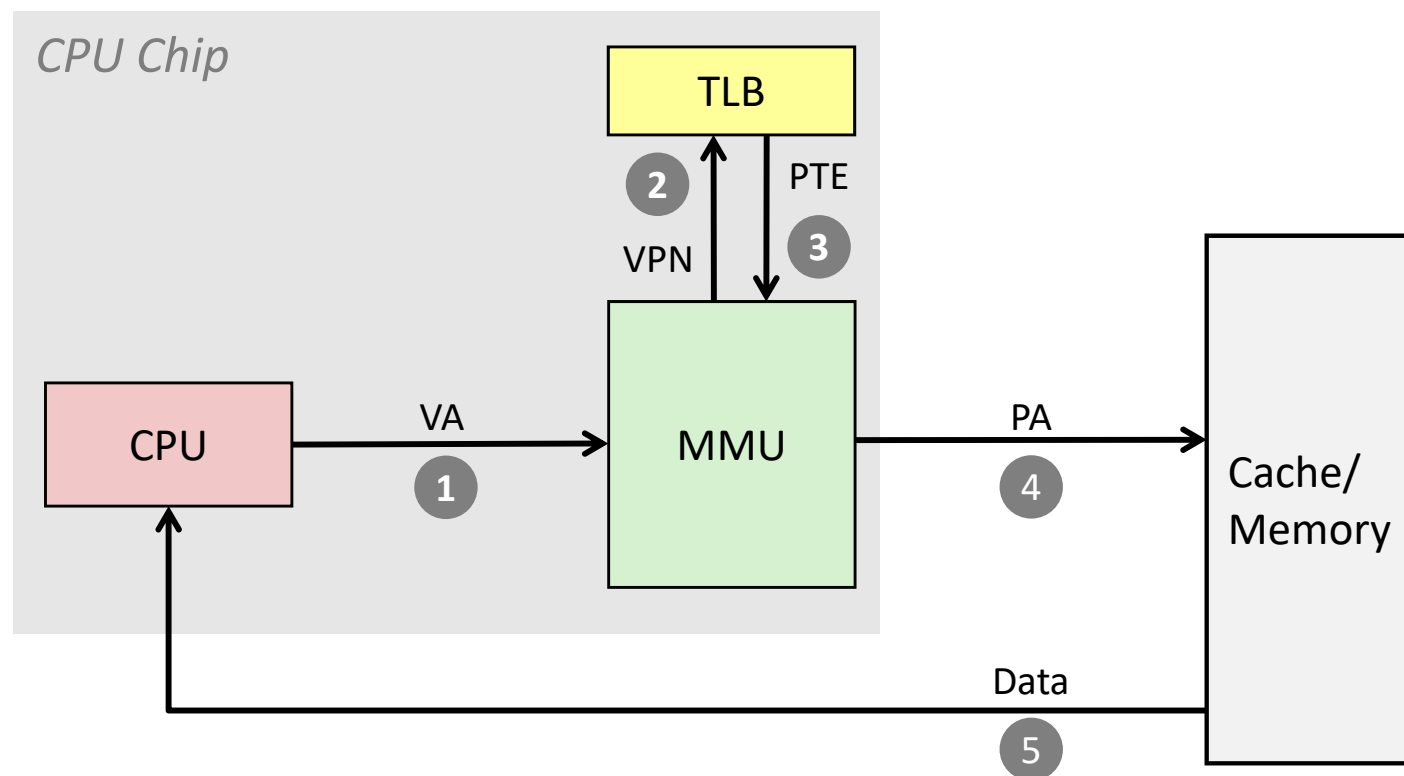 CPU Chip
TLB
2
PTE
VPN
3
CPU
VA
1
MMU
PA
4
Cache/
Memory
Data
5